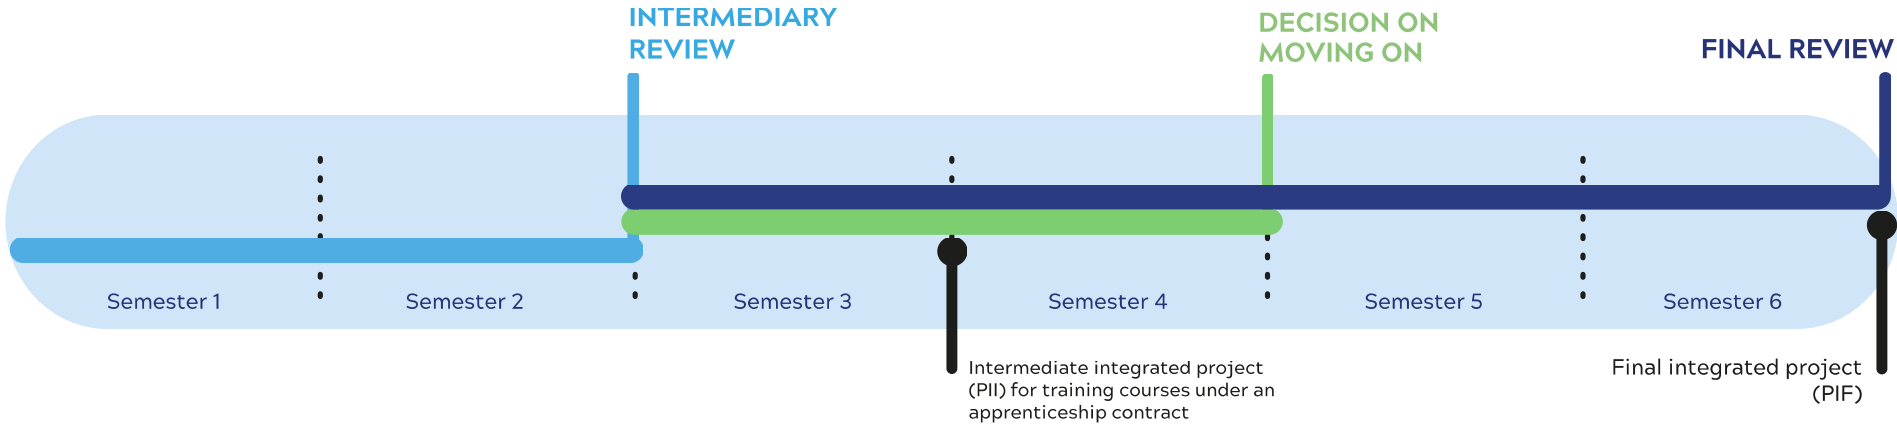 INTERMEDIARY
REVIEW
DECISION ON
MOVING ON
FINAL REVIEW
Semester 1
Semester 2
Semester 3
Semester 4
Semester 5
Semester 6
Intermediate integrated project
(PII) for training courses under an
apprenticeship contract
Final integrated project
(PIF)